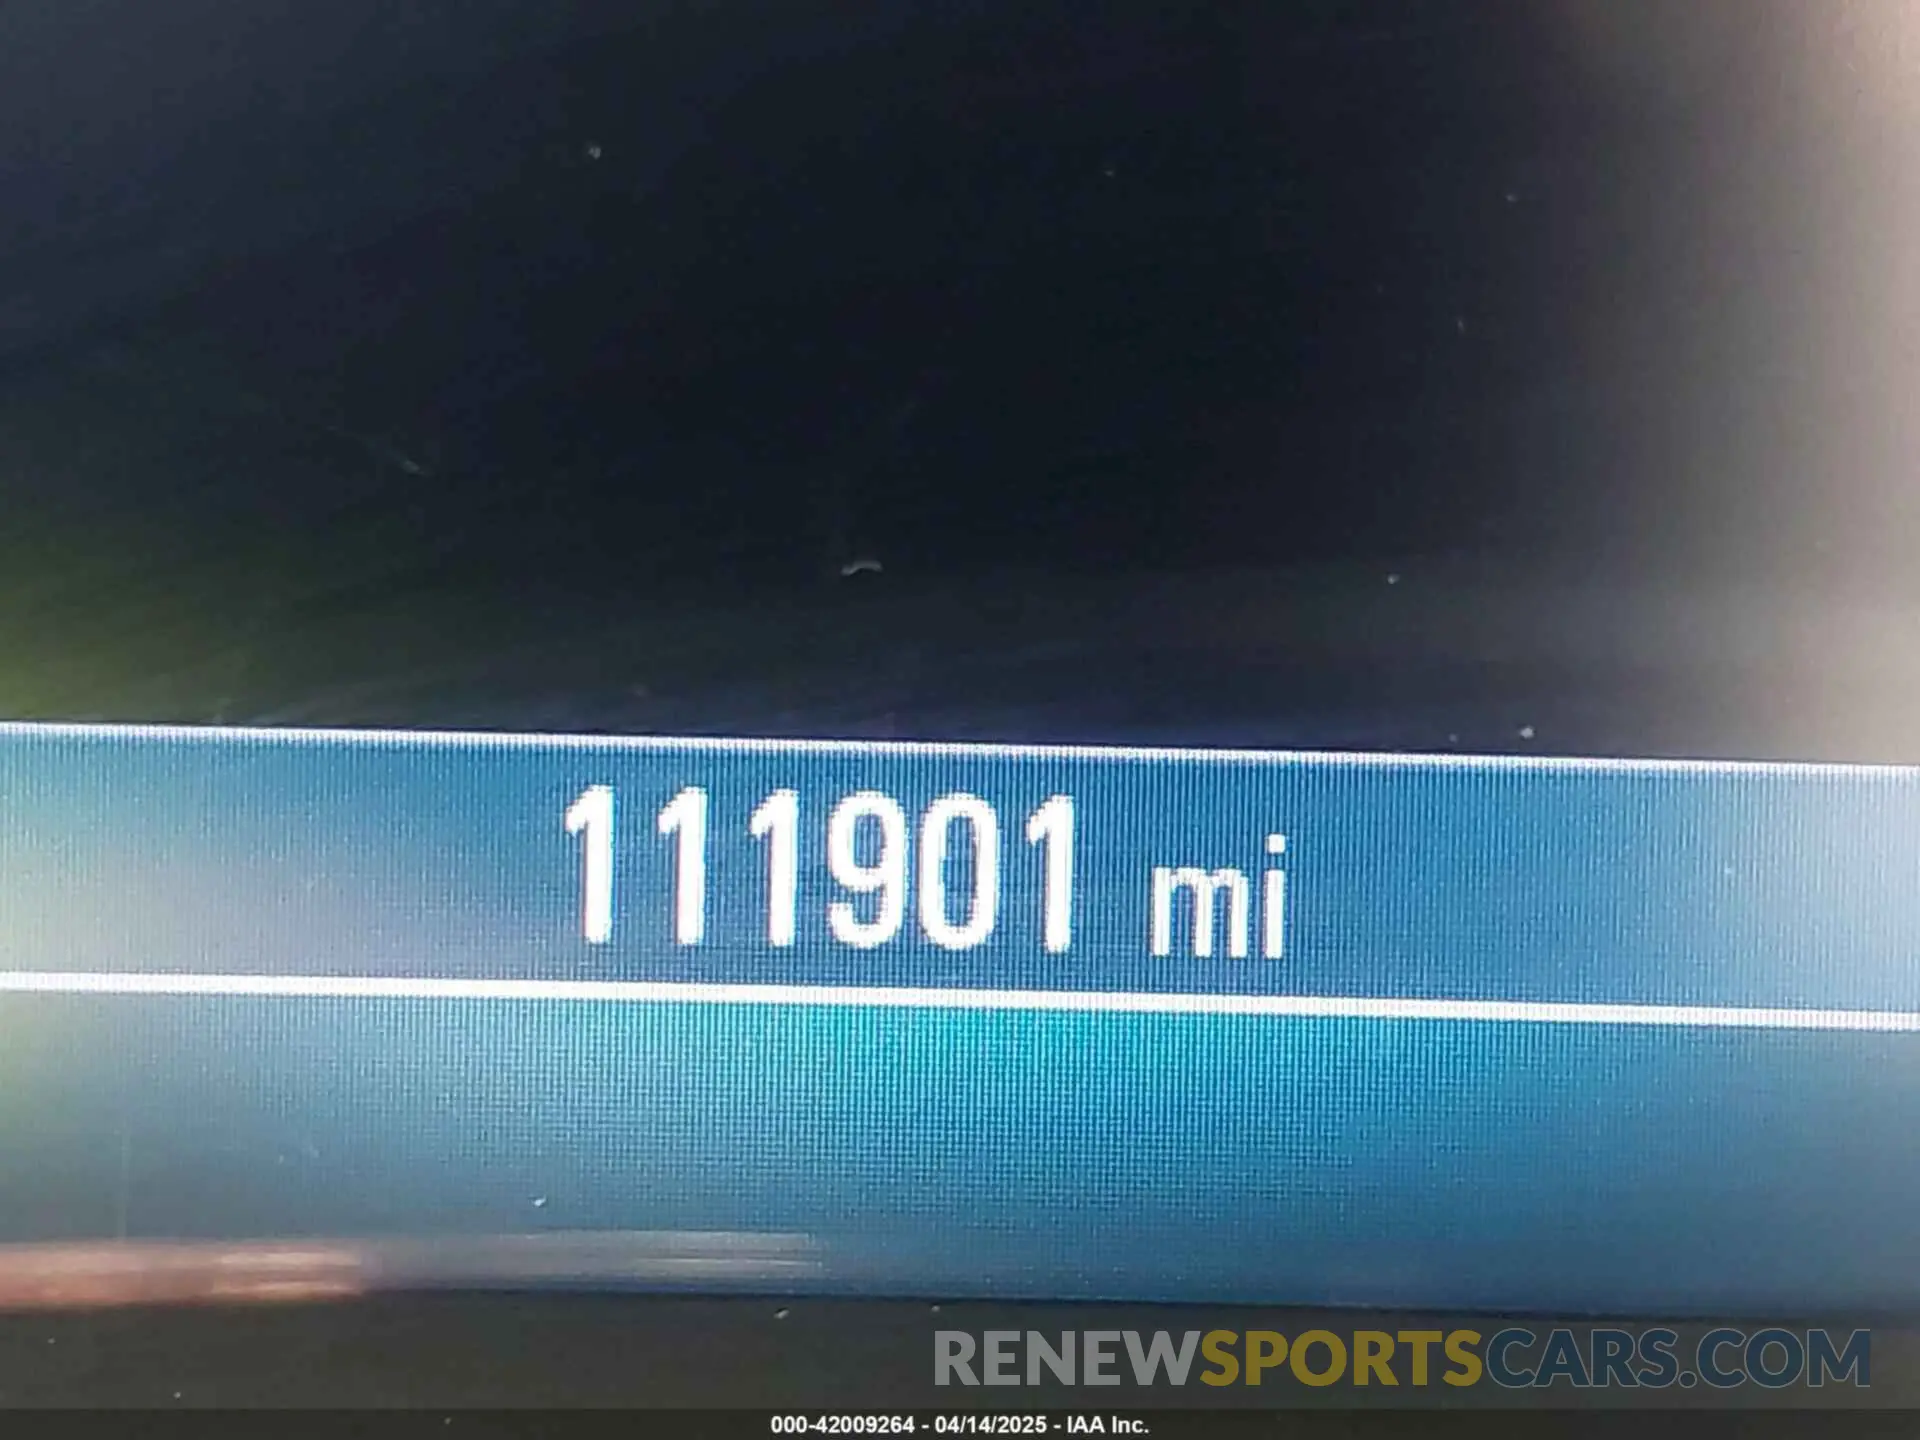 111901 mi
RENEWSPORTSCARS.COM
000-42009264 - 04/14/2025 - IAA Inc.